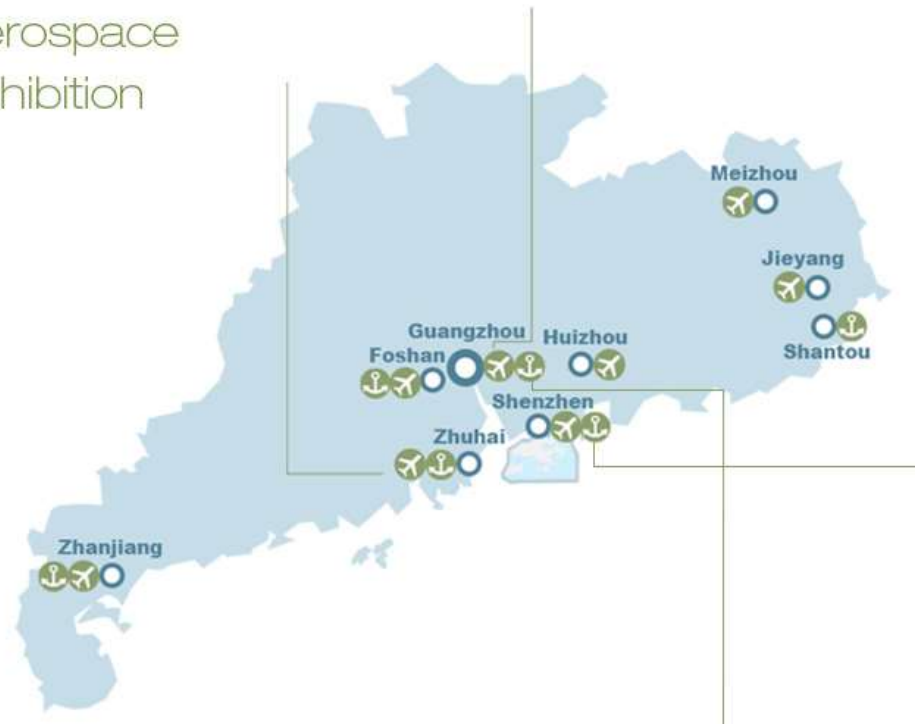 erospace
hibition
Meizhou
Jieyang
Shantou
Guangzhou
Huizhou
Foshan
Shenzhen
Zhuhai
Zhanjiang